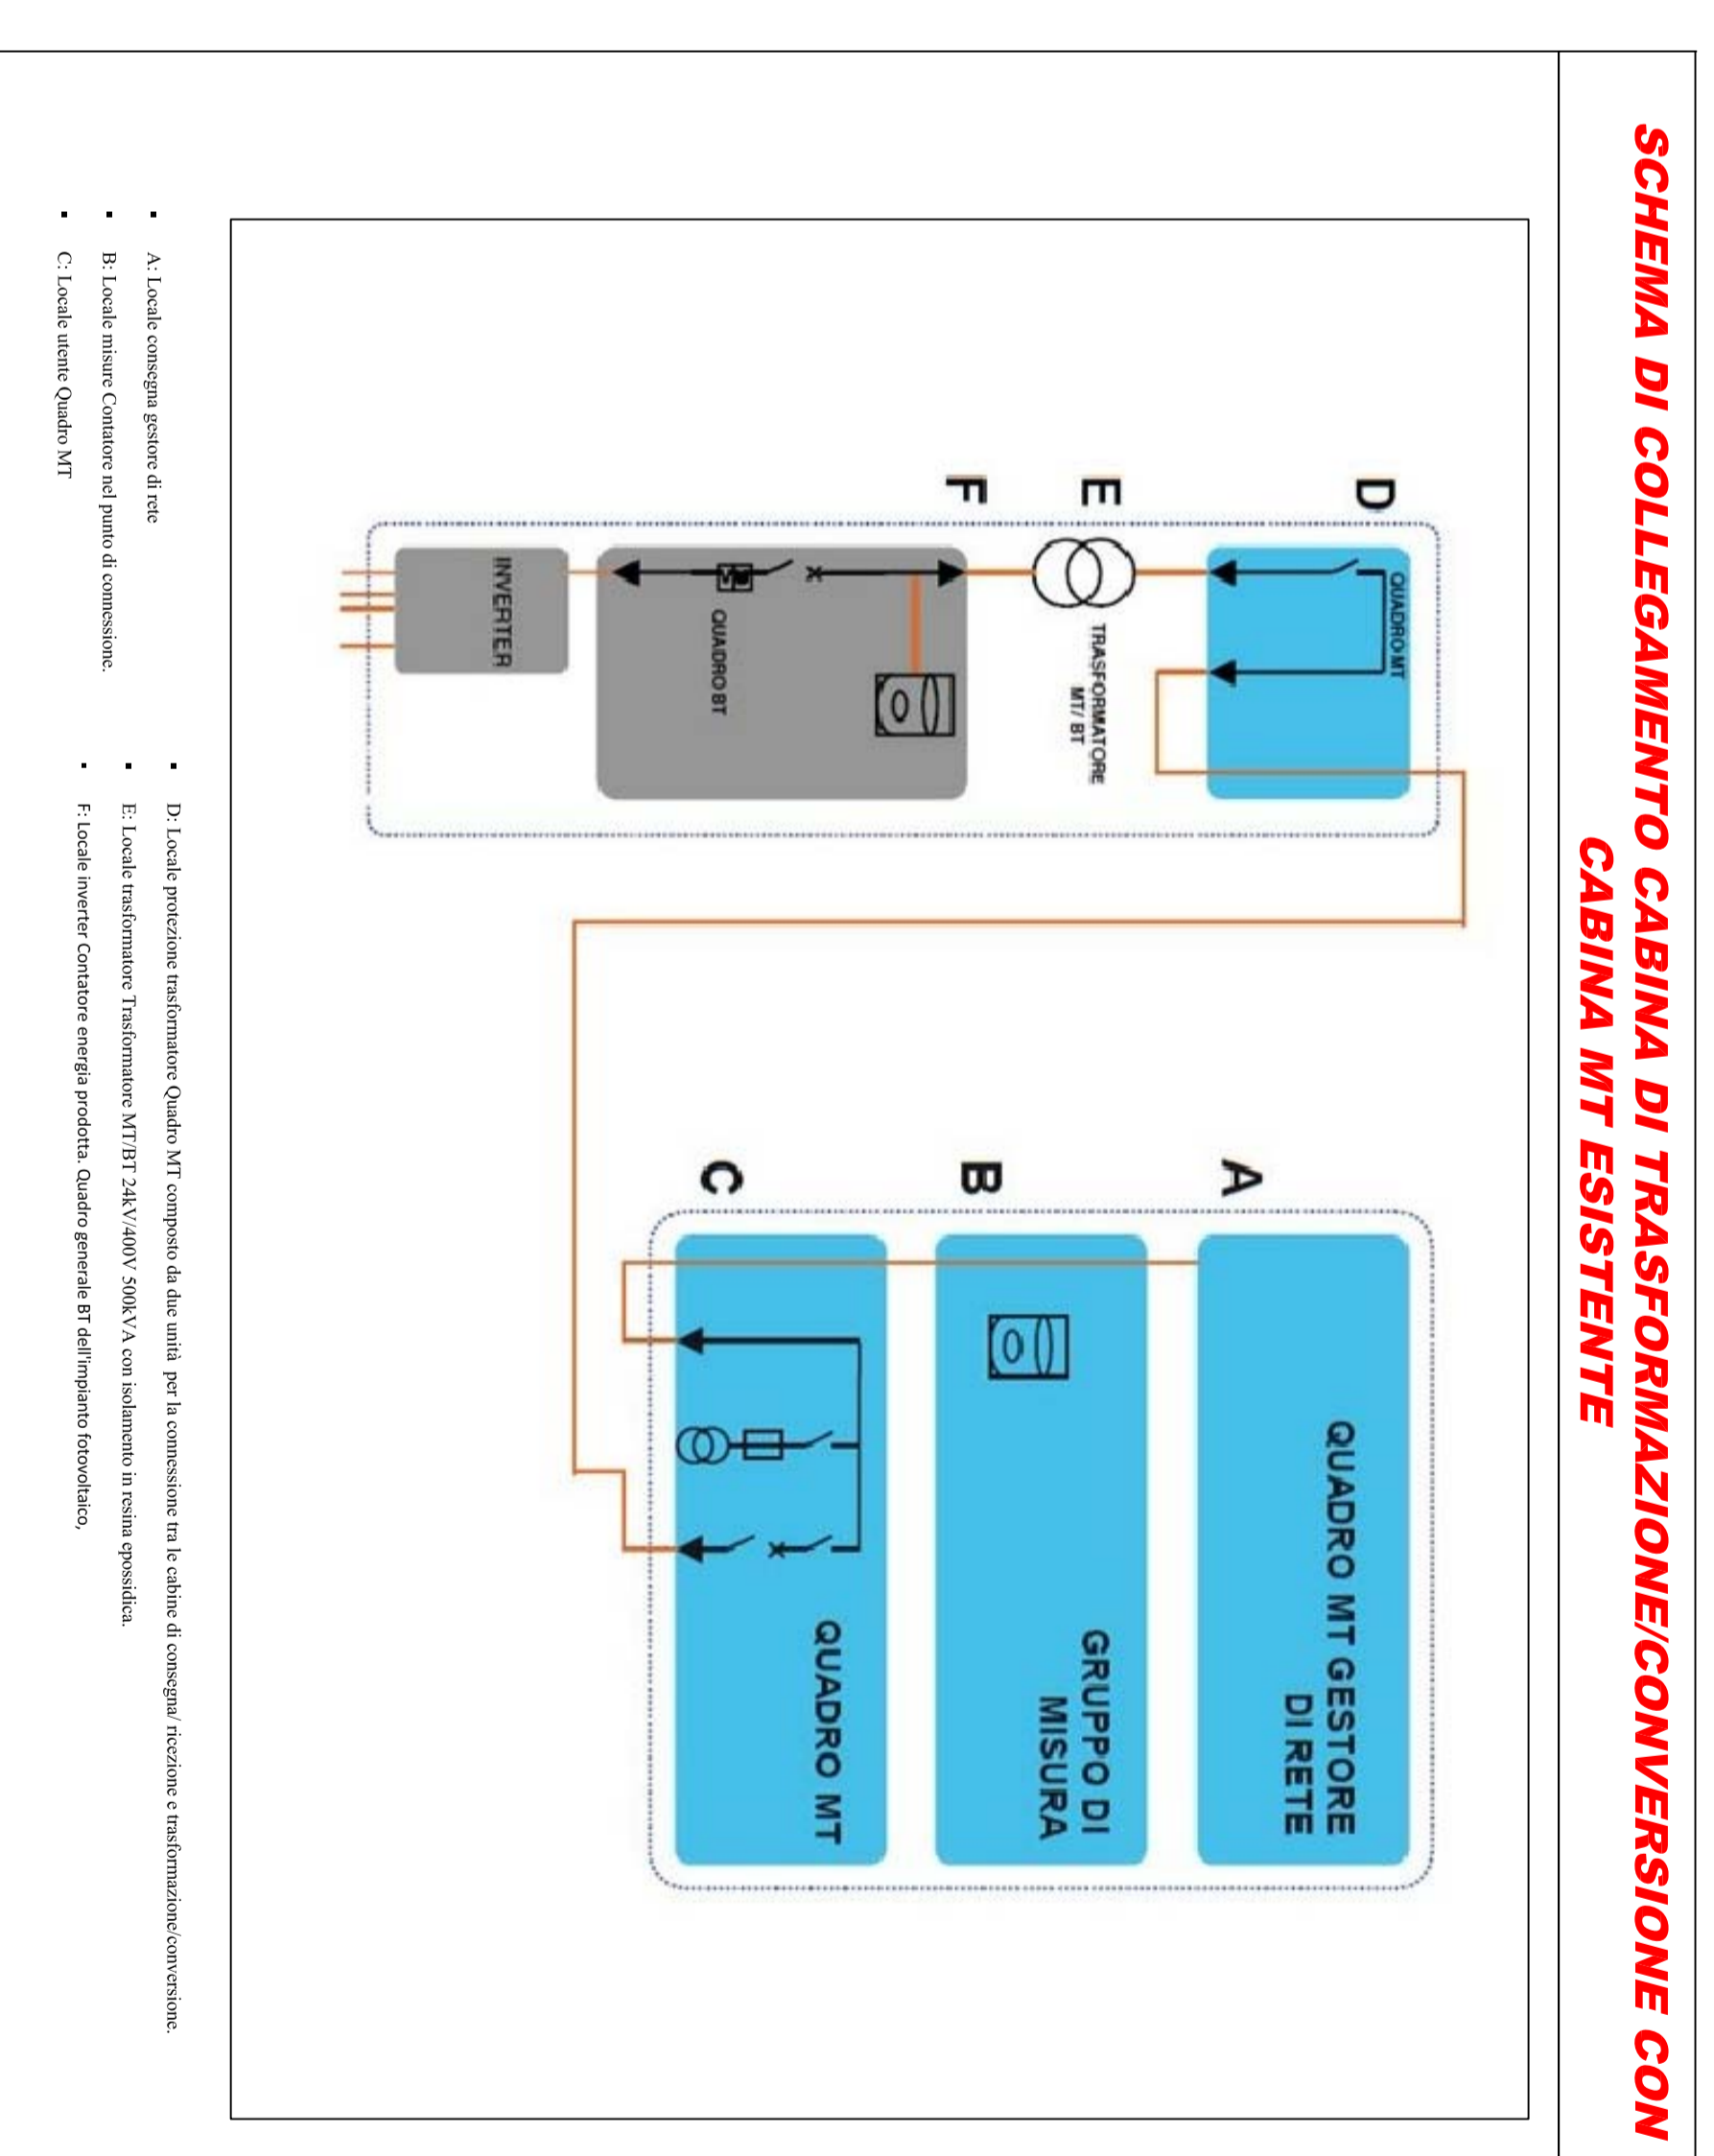 SCHEMA DI COLLEGAMENTO CABINA DI TRASFORMAZIONE/CONVERSIONE CON
CABINA MT ESISTENTE
D
QUADRO MT
E
TRASFORMATORE
MT/ BT
F
QUADRO BT
INVERTER
A
QUADRO MT GESTORE
DI RETE
B
GRUPPO DI
MISURA
C
QUADRO MT
▪ A: Locale consegna gestore di rete
▪ B: Locale misure Contatore nel punto di connessione.
▪ C: Locale utente Quadro MT
▪ D: Locale protezione trasformatore Quadro MT composto da due unità per la connessione tra le cabine di consegna/ ricezione e trasformazione/conversione.
▪ E: Locale trasformatore Trasformatore MT/BT 24kV/400V 500kVA con isolamento in resina epossidica.
▪ F: Locale inverter Contatore energia prodotta. Quadro generale BT dell'impianto fotovoltaico,